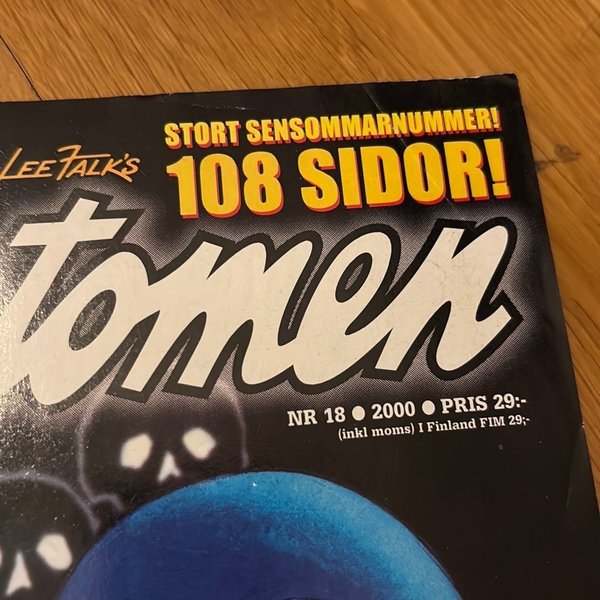 STORT SENSOMMARNUMMER!
LEE FALK'S
108 SIDOR!
tomen
NR 18 ● 2000 ● PRIS 29:-
(inkl moms) I Finland FIM 29;-